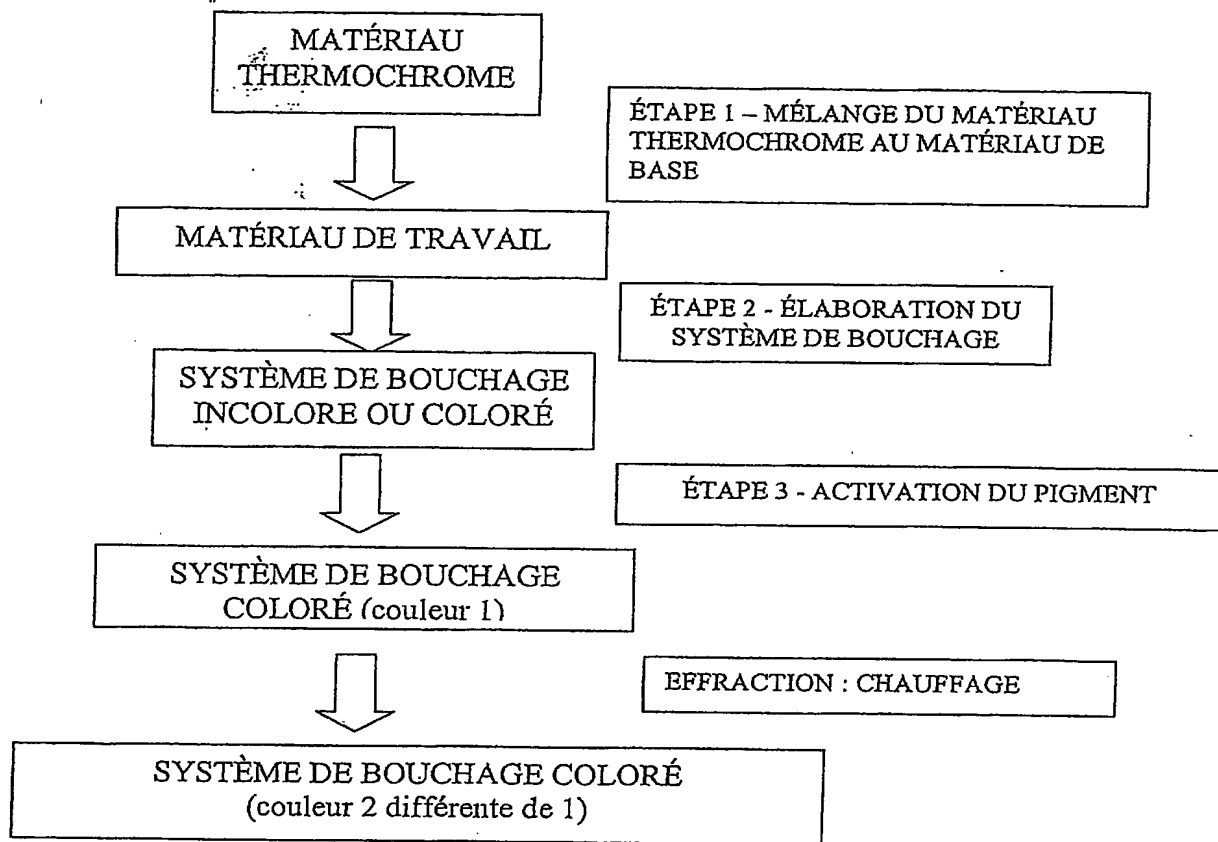 MATÉRIAU
THERMOCHROME
ÉTAPE 1 – MÉLANGE DU MATÉRIAU
THERMOCHROME AU MATÉRIAU DE
BASE
MATÉRIAU DE TRAVAIL
ÉTAPE 2 - ÉLABORATION DU
SYSTÈME DE BOUCHAGE
SYSTÈME DE BOUCHAGE
INCOLORE OU COLORÉ
ÉTAPE 3 - ACTIVATION DU PIGMENT
SYSTÈME DE BOUCHAGE
COLORÉ (couleur 1)
EFFRACTION : CHAUFFAGE
SYSTÈME DE BOUCHAGE COLORÉ
(couleur 2 différente de 1)